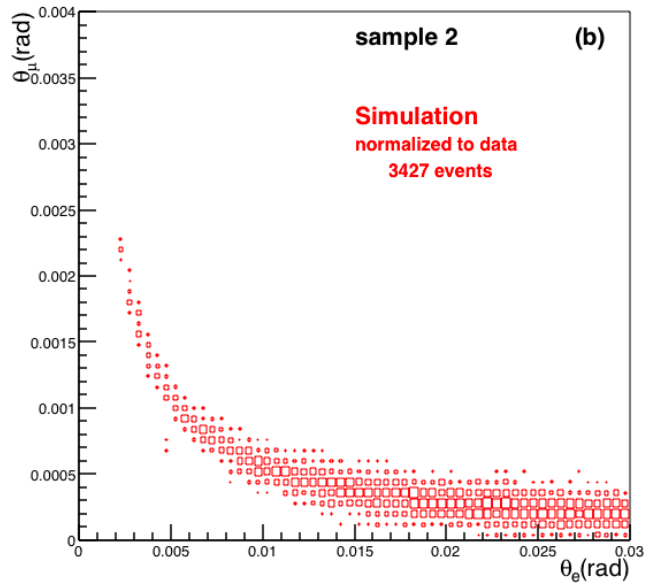 0.004
sample 2 (b)
θμ(rad)
0.0035
Simulation
normalized to data
3427 events
0.003
0.0025
0.002
0.0015
0.001
0.0005
0
0 0.005 0.01 0.015 0.02 0.025 0.03
θe(rad)